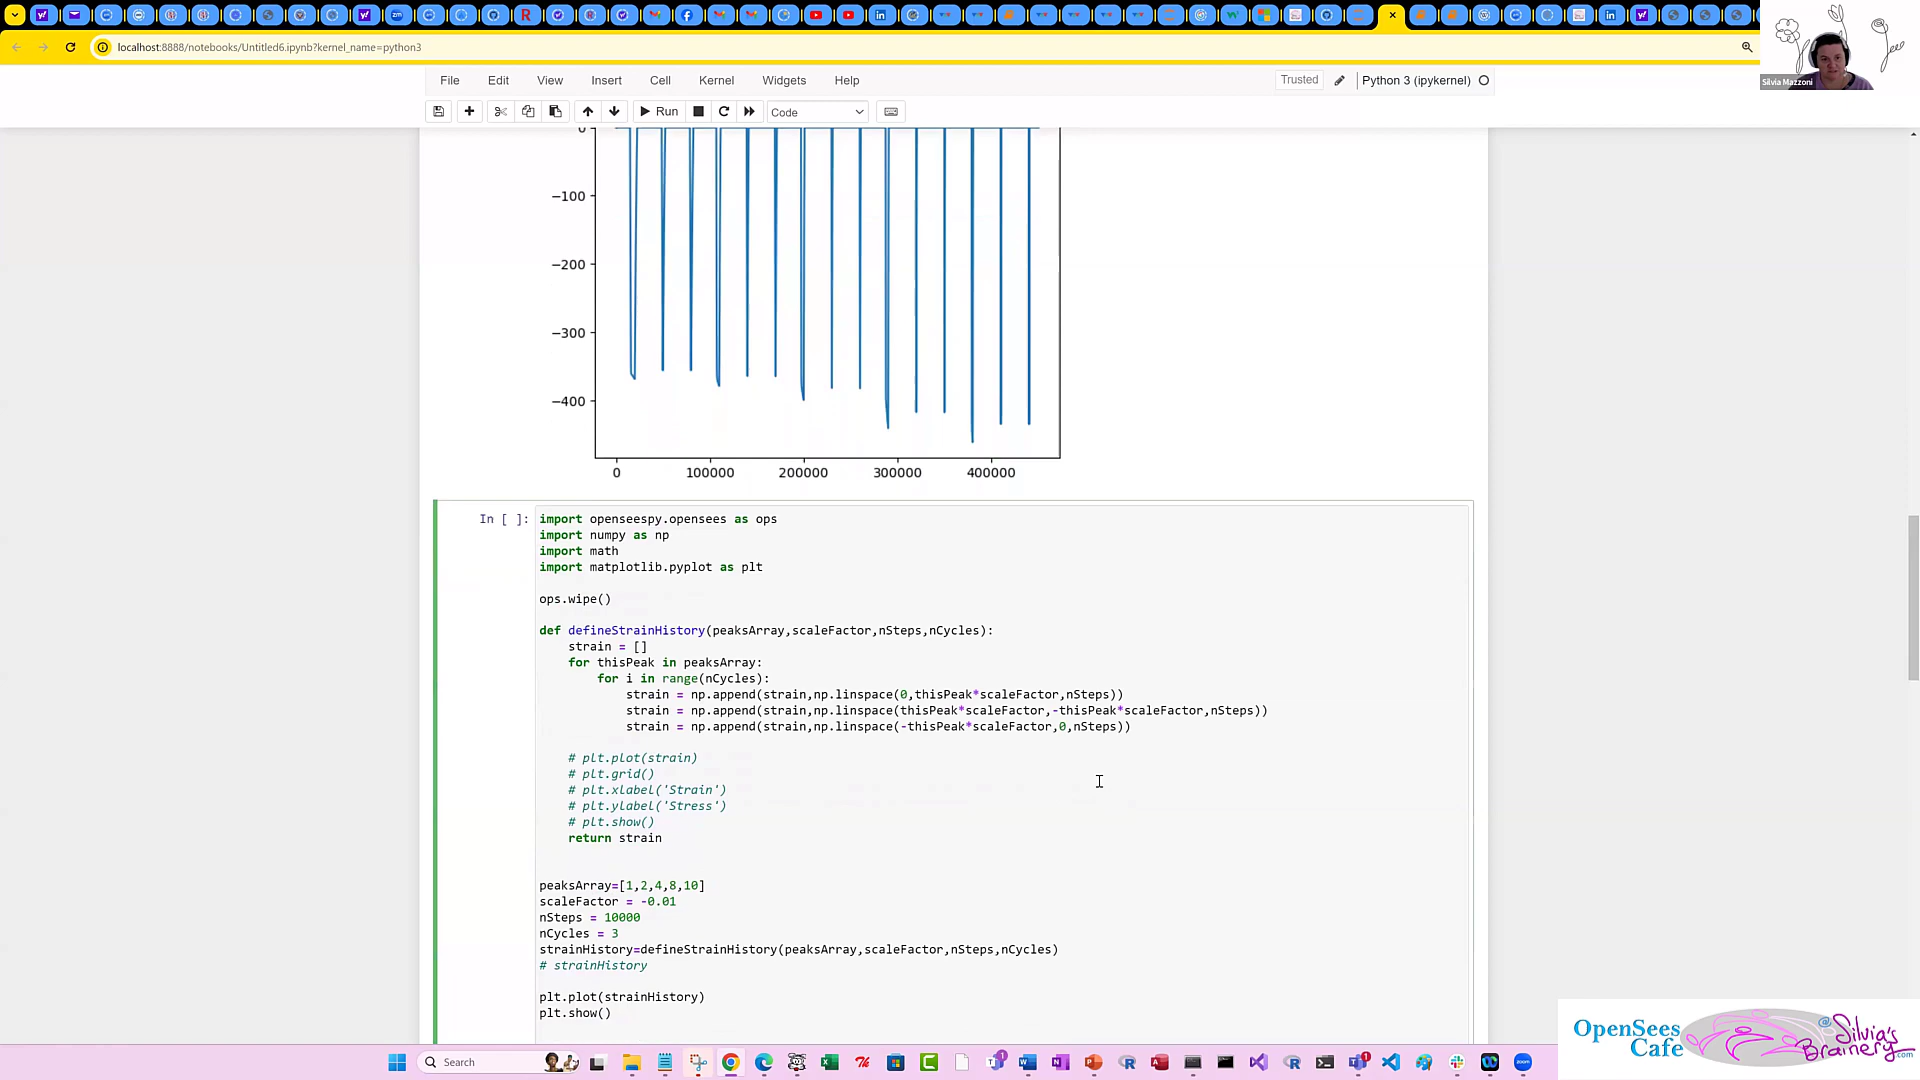 localhost:8888/notebooks/Untitled6.ipynb?kernel_name=python3
Silvia Mazzoni
File Edit View Insert Cell Kernel Widgets Help
Trusted Python 3 (ipykernel)
Run Code
0
−100
−200
−300
−400
0 100000 200000 300000 400000
In [ ]:
import openseespy.opensees as ops
import numpy as np
import math
import matplotlib.pyplot as plt
ops.wipe()
def defineStrainHistory(peaksArray,scaleFactor,nSteps,nCycles):
strain = []
for thisPeak in peaksArray:
for i in range(nCycles):
strain = np.append(strain,np.linspace(0,thisPeak*scaleFactor,nSteps))
strain = np.append(strain,np.linspace(thisPeak*scaleFactor,-thisPeak*scaleFactor,nSteps))
strain = np.append(strain,np.linspace(-thisPeak*scaleFactor,0,nSteps))
# plt.plot(strain)
# plt.grid()
# plt.xlabel('Strain')
# plt.ylabel('Stress')
# plt.show()
return strain
peaksArray=[1,2,4,8,10]
scaleFactor = -0.01
nSteps = 10000
nCycles = 3
strainHistory=defineStrainHistory(peaksArray,scaleFactor,nSteps,nCycles)
# strainHistory
plt.plot(strainHistory)
plt.show()
OpenSees
Cafe
Silvia's
Brainery.com
Search